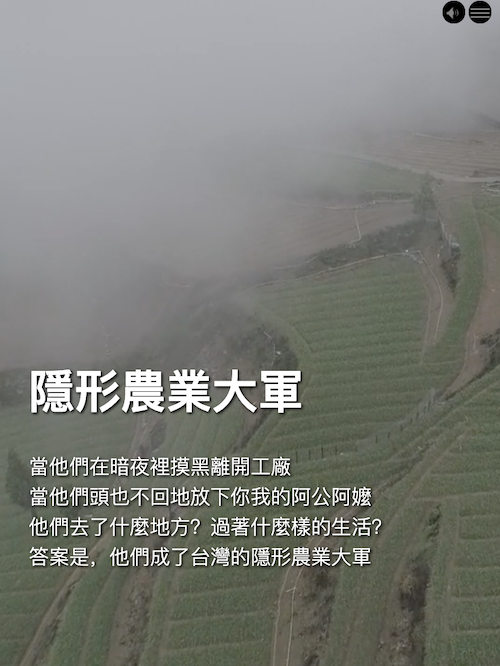 隱形農業大軍
當他們在暗夜裡摸黑離開工廠
當他們頭也不回地放下你我的阿公阿嬤
他們去了什麼地方？過著什麼樣的生活？
答案是，他們成了台灣的隱形農業大軍